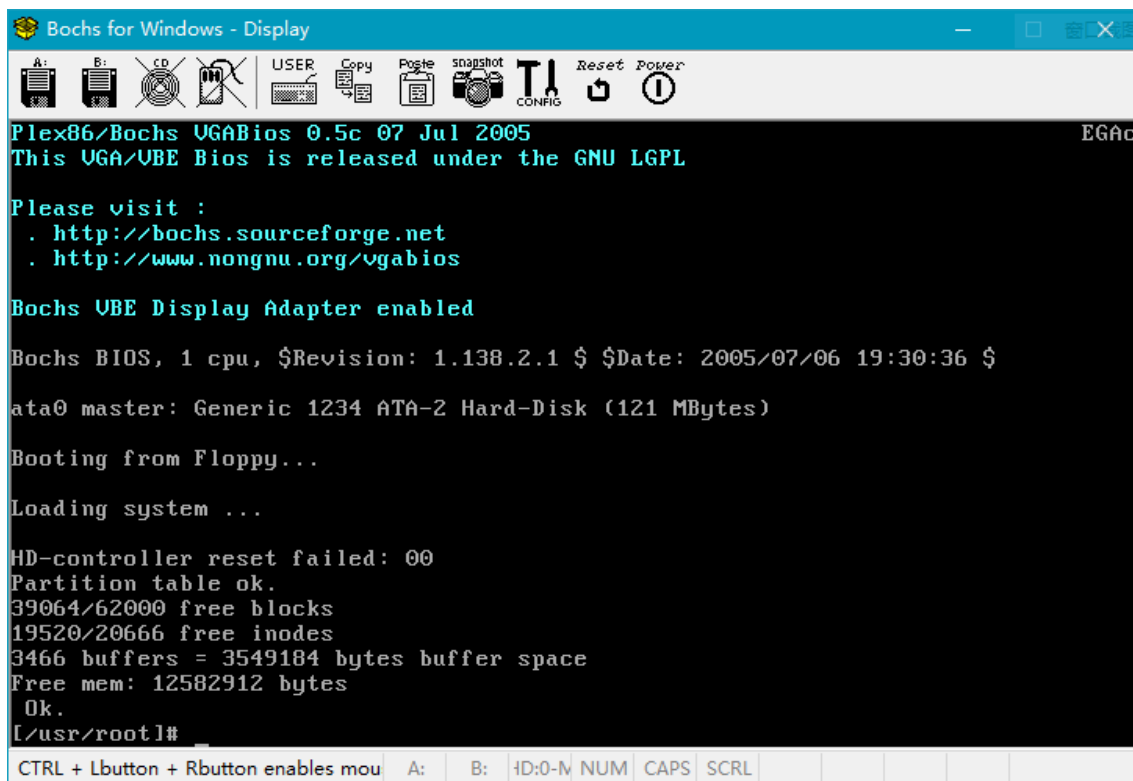 Bochs for Windows - Display
A: B: CD USER Copy Paste snapshot CONFIG Reset Power
Plex86/Bochs VGABios 0.5c 07 Jul 2005 EGAc
This VGA/VBE Bios is released under the GNU LGPL
Please visit :
. http://bochs.sourceforge.net
. http://www.nongnu.org/vgabios
Bochs VBE Display Adapter enabled
Bochs BIOS, 1 cpu, $Revision: 1.138.2.1 $ $Date: 2005/07/06 19:30:36 $
ata0 master: Generic 1234 ATA-2 Hard-Disk (121 MBytes)
Booting from Floppy...
Loading system ...
HD-controller reset failed: 00
Partition table ok.
39064/62000 free blocks
19520/20666 free inodes
3466 buffers = 3549184 bytes buffer space
Free mem: 12582912 bytes
Ok.
[/usr/root]# _
CTRL + Lbutton + Rbutton enables mou A: B: HD:0-M NUM CAPS SCRL